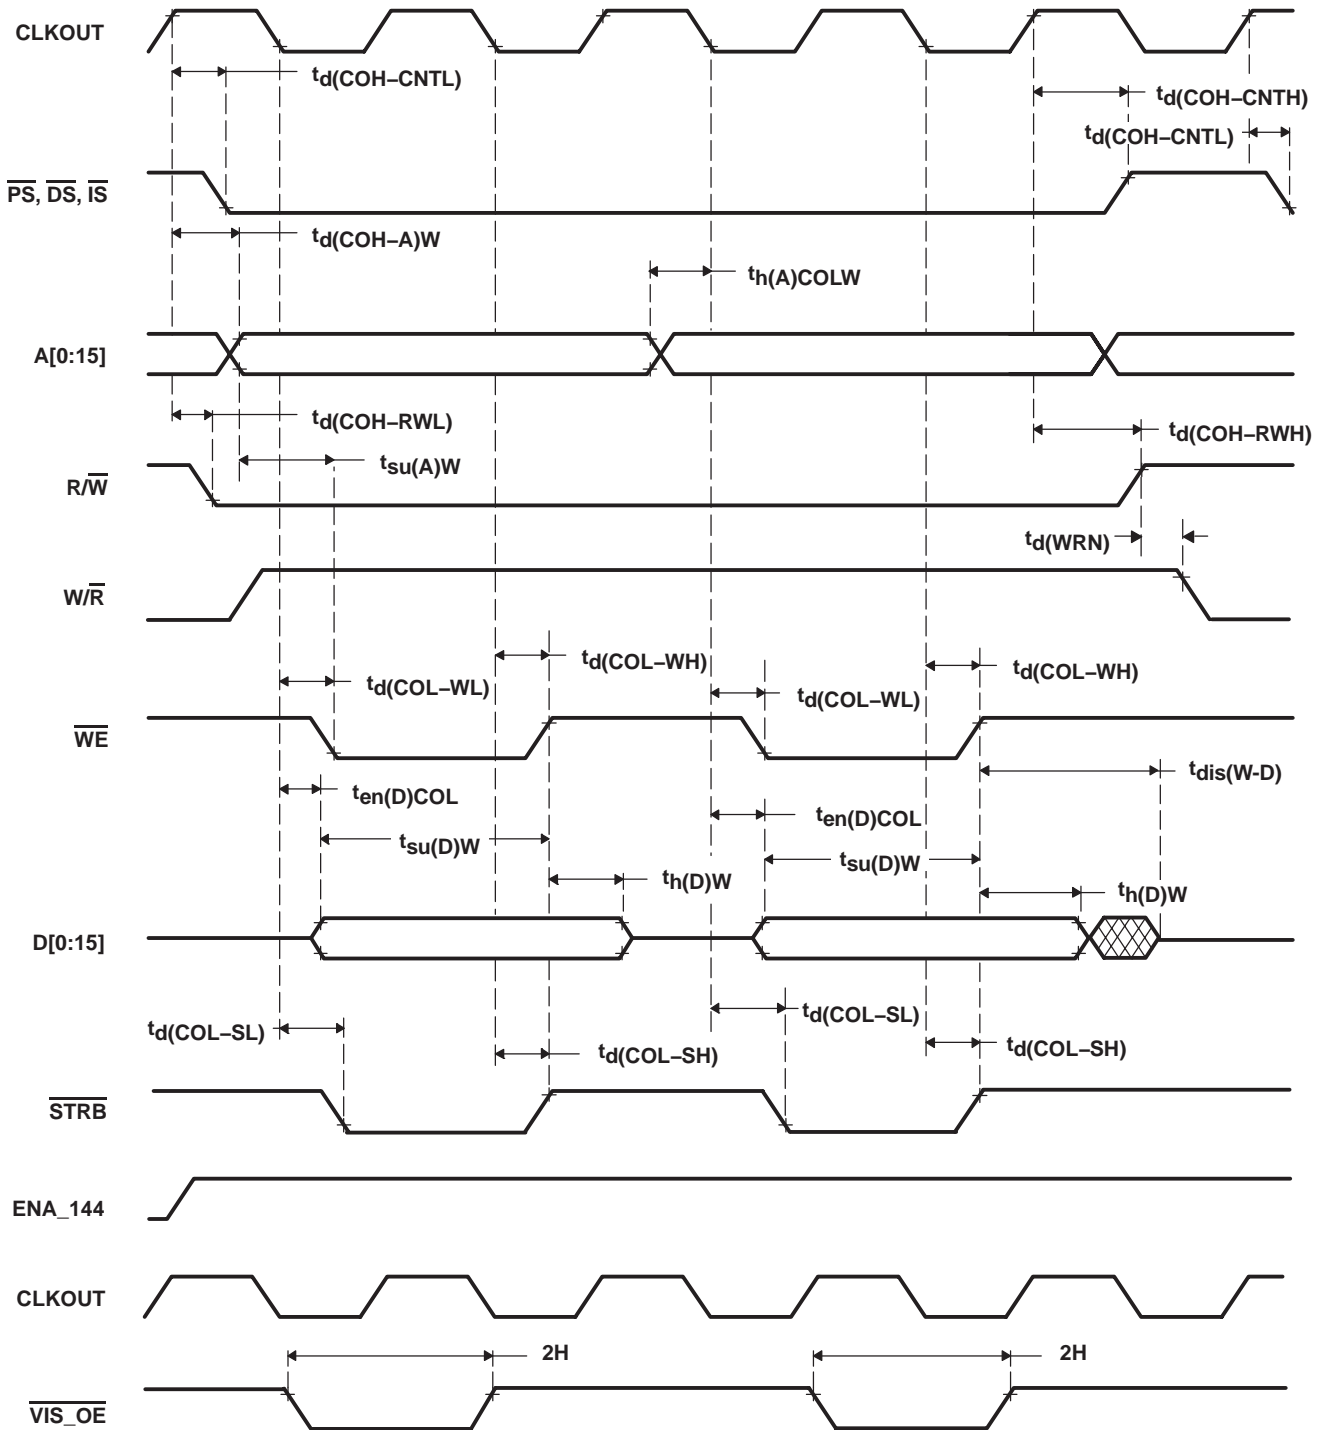 CLKOUT
td(COH–CNTL)
td(COH–CNTH)
td(COH–CNTL)
PS, DS, IS
td(COH–A)W
th(A)COLW
A[0:15]
td(COH–RWL)
td(COH–RWH)
tsu(A)W
R/W
td(WRN)
W/R
td(COL–WH)
td(COL–WH)
td(COL–WL)
td(COL–WL)
WE
tdis(W-D)
ten(D)COL
ten(D)COL
tsu(D)W
tsu(D)W
th(D)W
th(D)W
D[0:15]
td(COL–SL)
td(COL–SL)
td(COL–SH)
td(COL–SH)
STRB
ENA_144
CLKOUT
2H
2H
VIS_OE